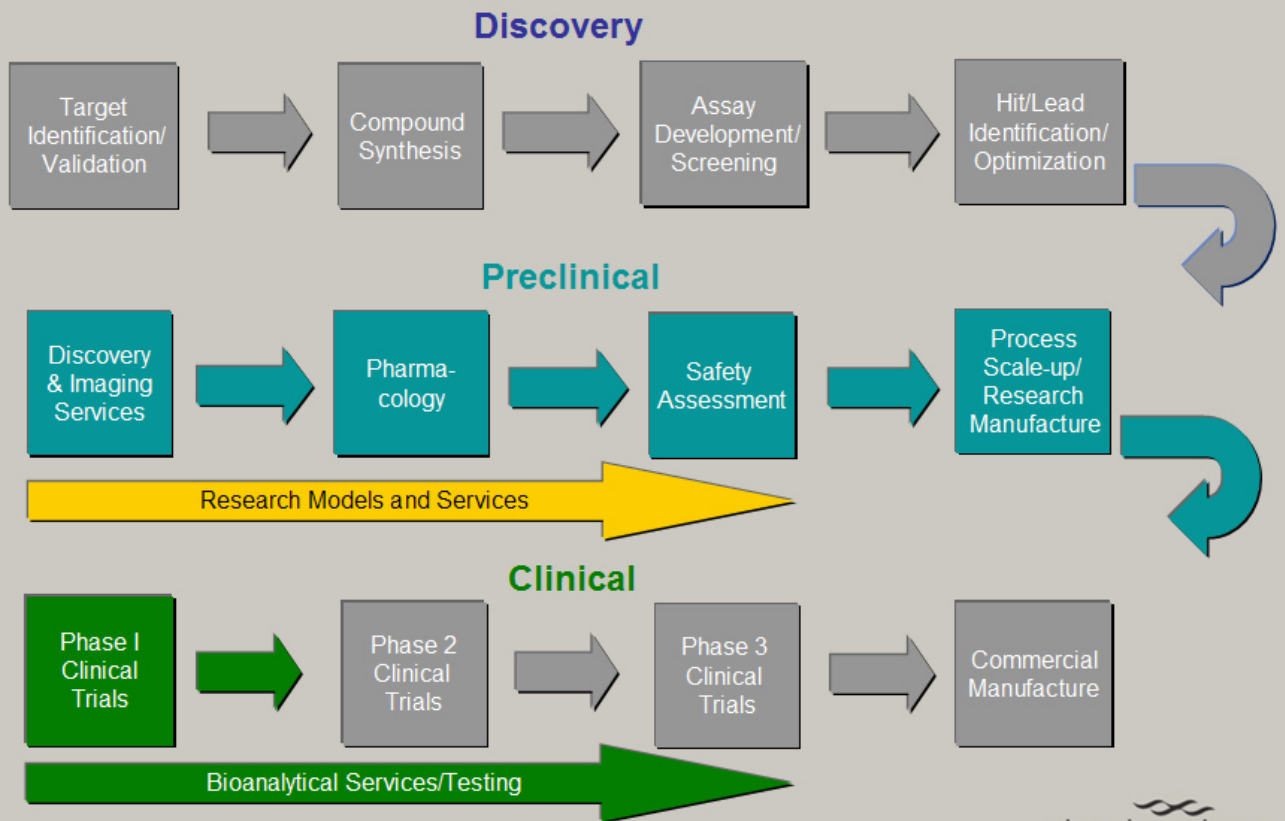 Discovery
Target
Identification/
Validation
Compound
Synthesis
Assay
Development/
Screening
Hit/Lead
Identification/
Optimization
Preclinical
Discovery
& Imaging
Services
Pharma-
cology
Safety
Assessment
Process
Scale-up/
Research
Manufacture
Research Models and Services
Clinical
Phase I
Clinical
Trials
Phase 2
Clinical
Trials
Phase 3
Clinical
Trials
Commercial
Manufacture
Bioanalytical Services/Testing